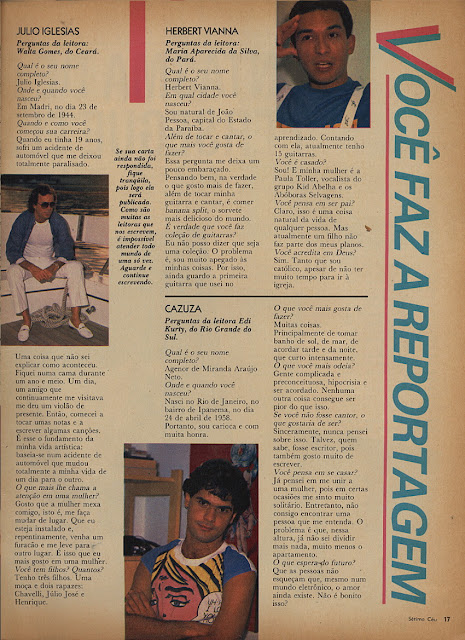 VOCÊ FAZ A REPORTAGEM
JULIO IGLESIAS
Perguntas da leitora:
Walta Gomes, do Ceará.
Qual é o seu nome
completo?
Julio Iglesias.
Onde e quando você
nasceu?
Em Madri, no dia 23 de
setembro de 1944.
Quando e como você
começou sua carreira?
Quando eu tinha 19 anos,
sofri um acidente de
automóvel que me deixou
totalmente paralisado.
Uma coisa que não sei
explicar como aconteceu.
Fiquei numa cama durante
um ano e meio. Um dia,
um amigo que
continuamente me visitava
me deu um violão de
presente. Então, comecei a
tocar umas notas e a
escrever algumas canções.
E esse o fundamento da
minha vida artística:
baseia-se num acidente de
automóvel que mudou
totalmente a minha vida de
um dia para o outro.
O que mais lhe chama a
atenção em uma mulher?
Gosto que a mulher mexa
comigo, isto é, me faça
mudar de lugar. Que eu
esteja instalado e,
repentinamente, venha um
furacão e me leve para
outro lugar. É isso que eu
mais gosto em uma mulher.
Você tem filhos? Quantos?
Tenho três filhos. Uma
moça e dois rapazes:
Chavelli, Júlio José e
Henrique.
Se sua carta
ainda não foi
respondida,
fique
tranqüilo,
pois logo ela
será
publicada.
Como são
muitas as
leitoras que
nos escrevem,
é impossível
atender todo
mundo de
uma só vez.
Aguarde e
continue
escrevendo.
HERBERT VIANNA
Perguntas da leitora:
Maria Aparecida da Silva,
do Pará.
Qual é o seu nome
completo?
Herbert Vianna.
Em qual cidade você
nasceu?
Sou natural de João
Pessoa, capital do Estado
da Paraíba.
Além de tocar e cantar, o
que mais você gosta de
fazer?
Essa pergunta me deixa um
pouco embaraçado.
Pensando bem, na verdade
o que gosto mais de fazer,
além de tocar minha
guitarra e cantar, é comer
banana split, o sorvete
mais delicioso do mundo.
É verdade que você faz
coleção de guitarras?
Eu não posso dizer que seja
uma coleção. O problema
é, sou muito apegado às
minhas coisas. Por isso,
ainda guardo a primeira
guitarra que usei no
aprendizado. Contando
com ela, atualmente tenho
15 guitarras.
Você é casado?
Sou! E minha mulher é a
Paula Toller, vocalista do
grupo Kid Abelha e os
Abóboras Selvagens.
Você pensa em ser pai?
Claro, isso é uma coisa
natural da vida de
qualquer pessoa. Mas
atualmente um filho não
faz parte dos meus planos.
Você acredita em Deus?
Sim. Tanto que sou
católico, apesar de não ter
muito tempo para ir à
igreja.
CAZUZA
Perguntas da leitora Edi
Kurty, do Rio Grande do
Sul.
Qual é o seu nome
completo?
Agenor de Miranda Araújo
Neto.
Onde e quando você
nasceu?
Nasci no Rio de Janeiro, no
bairro de Ipanema, no dia
24 de abril de 1958.
Portanto, sou carioca e com
muita honra.
O que você mais gosta de
fazer?
Muitas coisas.
Principalmente de tomar
banho de sol, de mar, de
acordar tarde e da noite,
que curto intensamente.
O que você mais odeia?
Gente complicada e
preconceituosa, hipocrisia e
ser acordado. Nenhuma
outra coisa consegue ser
pior do que isso.
Se você não fosse cantor, o
que gostaria de ser?
Sinceramente, nunca pensei
sobre isso. Talvez, quem
sabe, fosse escritor, pois
também gosto muito de
escrever.
Você pensa em se casar?
Já pensei em me unir a
uma mulher, pois em certas
ocasiões me sinto muito
solitário. Entretanto, não
consigo encontrar uma
pessoa que me entenda. O
problema é que, nessa
altura, já não sei dividir
mais nada, muito menos o
apartamento.
O que espera do futuro?
Que as pessoas não
esqueçam que, mesmo num
mundo eletrônico, o amor
ainda existe. Não é bonito
isso?
Sétimo Céu 17